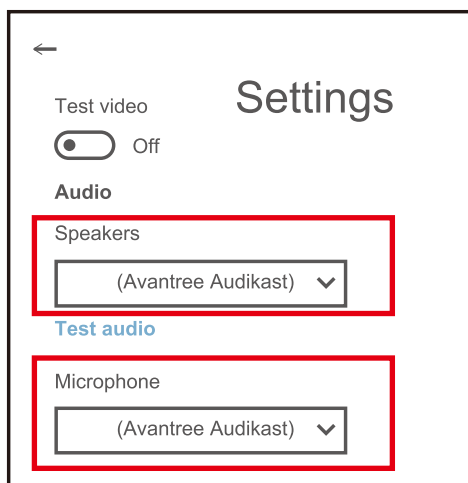 Settings
Test video
Off
Audio
Speakers
(Avantree Audikast)
Test audio
Microphone
(Avantree Audikast)